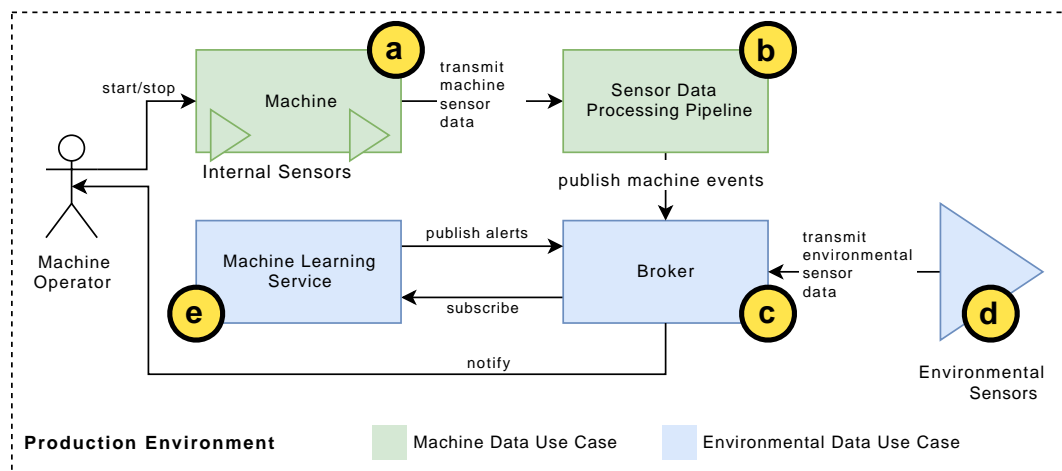 a
b
start/stop
Machine
transmit
machine
sensor
data
Sensor Data
Processing Pipeline
Internal Sensors
publish machine events
Machine
Operator
Machine Learning
Service
publish alerts
subscribe
Broker
transmit
environmental
sensor
data
e
c
d
notify
Environmental
Sensors
Production Environment
Machine Data Use Case
Environmental Data Use Case